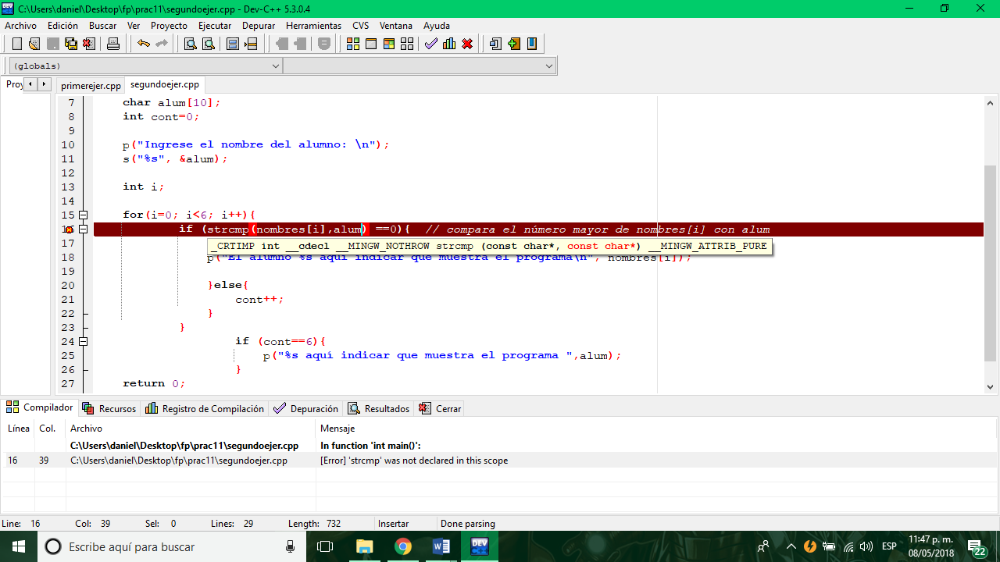 C:\Users\daniel\Desktop\fp\prac11\segundoejer.cpp - Dev-C++ 5.3.0.4
Archivo Edición Buscar Ver Proyecto Ejecutar Depurar Herramientas CVS Ventana Ayuda
(globals)
Proy primerejer.cpp segundoejer.cpp
7 char alum[10];
8 int cont=0;
9
10 p("Ingrese el nombre del alumno: \n");
11 s("%s", &alum);
12
13 int i;
14
15 for(i=0; i<6; i++){
16 if (strcmp(nombres[i],alum) ==0){ // compara el número mayor de nombres[i] con alum
17 _CRTIMP int __cdecl __MINGW_NOTHROW strcmp (const char*, const char*) __MINGW_ATTRIB_PURE
18 p("El alumno %s aquí indicar que muestra el programa\n", nombres[i]);
19
20 }else{
21 cont++;
22 }
23 }
24 if (cont==6){
25 p("%s aquí indicar que muestra el programa ",alum);
26 }
27 return 0;
Compilador Recursos Registro de Compilación Depuración Resultados Cerrar
Línea Col. Archivo Mensaje
C:\Users\daniel\Desktop\fp\prac11\segundoejer.cpp In function 'int main()':
16 39 C:\Users\daniel\Desktop\fp\prac11\segundoejer.cpp [Error] 'strcmp' was not declared in this scope
Line: 16 Col: 39 Sel: 0 Lines: 29 Length: 732 Insertar Done parsing
Escribe aquí para buscar
DEV
ESP
11:47 p. m.
08/05/2018
22